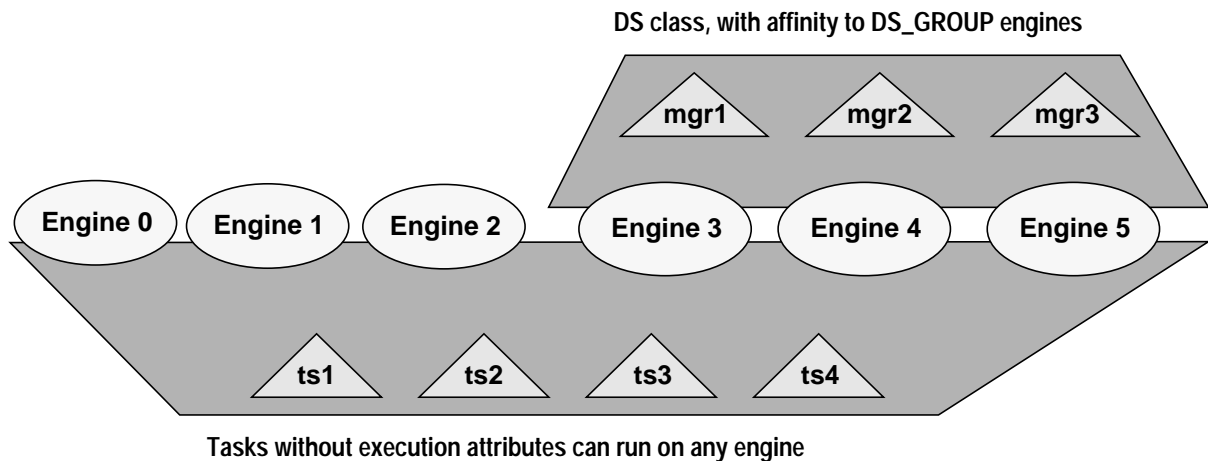 DS class, with affinity to DS_GROUP engines
mgr1 mgr2 mgr3
Engine 0 Engine 1 Engine 2 Engine 3 Engine 4 Engine 5
ts1 ts2 ts3 ts4
Tasks without execution attributes can run on any engine